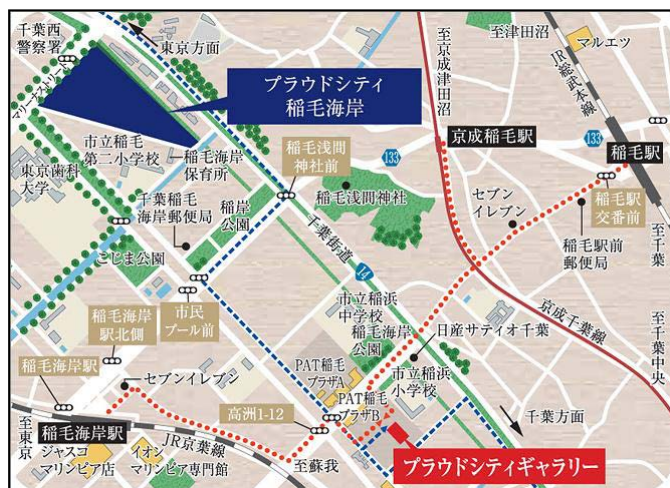 千葉西
警察署
東京方面
マリーナストリート
プラウドシティ
稲毛海岸
至京成津田沼
至津田沼
マルエツ
JR総武本線
市立稲毛
第二小学校
稲毛海岸
保育所
東京歯科
大学
稲毛浅間
神社前
133
京成稲毛駅
133
稲毛駅
稲毛浅間神社
セブン
イレブン
稲毛駅
交番前
稲毛駅前
郵便局
至千葉
千葉稲毛
海岸郵便局
稲岸
公園
千葉街道
14
こじま公園
市民
プール前
稲毛海岸
駅北側
市立稲浜
中学校
稲毛海岸
公園
日産サティオ千葉
京成千葉線
至千葉中央
稲毛海岸駅
セブンイレブン
PAT稲毛
プラザA
PAT稲毛
プラザB
市立稲浜
小学校
高洲1-12
千葉方面
至東京
稲毛海岸駅
JR京葉線
ジャスコ
マリンピア店
イオン
マリンピア専門館
至蘇我
プラウドシティギャラリー